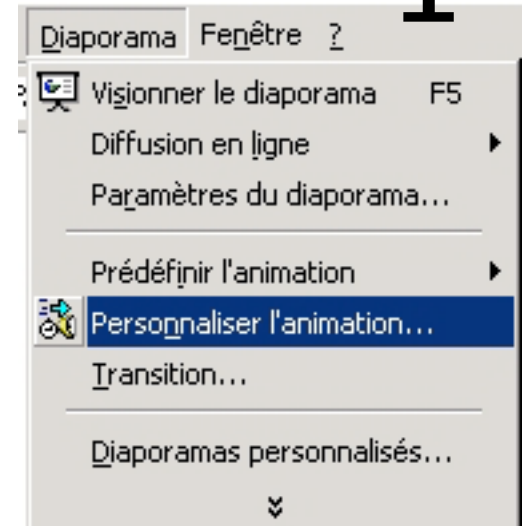 Diaporama Fenêtre ?
Visionner le diaporama F5
Diffusion en ligne
Paramètres du diaporama...
Prédéfinir l'animation
Personnaliser l'animation...
Transition...
Diaporamas personnalisés...